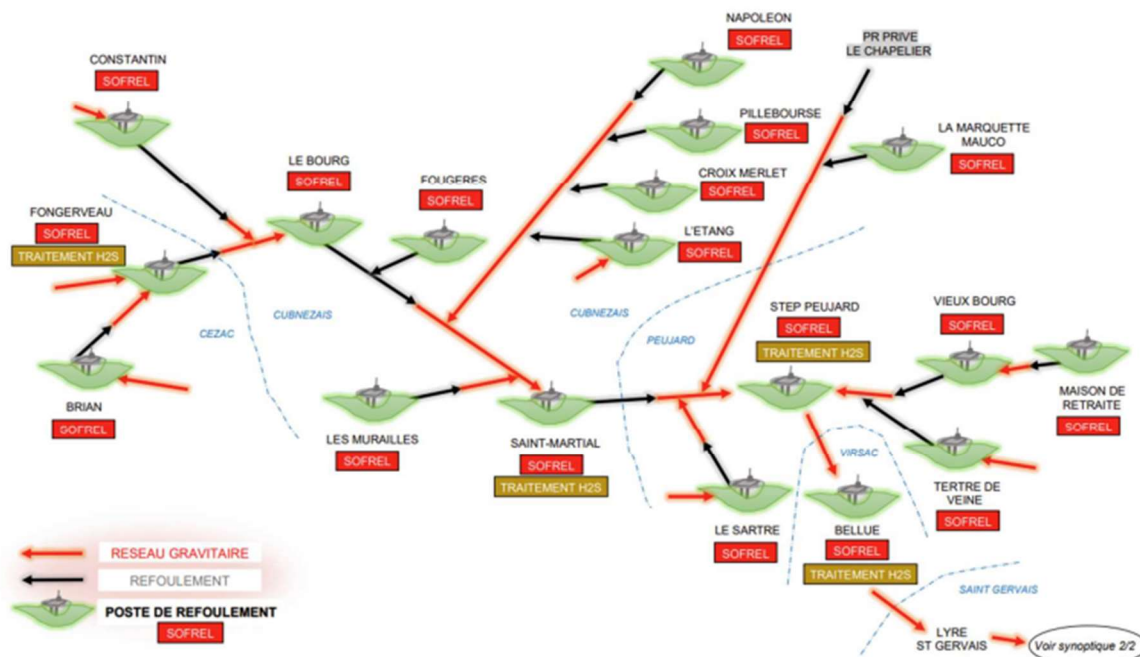 NAPOLEON
SOFREL
PR PRIVE
LE CHAPELIER
CONSTANTIN
SOFREL
PILLEBOURSE
SOFREL
LA MARQUETTE
MAUCO
SOFREL
LE BOURG
SOFREL
FOUGERES
SOFREL
CROIX MERLET
SOFREL
FONGERVEAU
SOFREL
TRAITEMENT H2S
L'ETANG
SOFREL
CEZAC
CUBNEZAIS
CUBNEZAIS
PEUJARD
STEP PEUJARD
SOFREL
TRAITEMENT H2S
VIEUX BOURG
SOFREL
MAISON DE
RETRAITE
SOFREL
BRIAN
SOFREL
LES MURAILLES
SOFREL
SAINT-MARTIAL
SOFREL
TRAITEMENT H2S
VIRSAC
TERTRE DE
VEINE
SOFREL
LE SARTRE
SOFREL
BELLUE
SOFREL
TRAITEMENT H2S
SAINT GERVAIS
LYRE
ST GERVAIS
Voir synoptique 2/2
RESEAU GRAVITAIRE
REFOULEMENT
POSTE DE REFOULEMENT
SOFREL